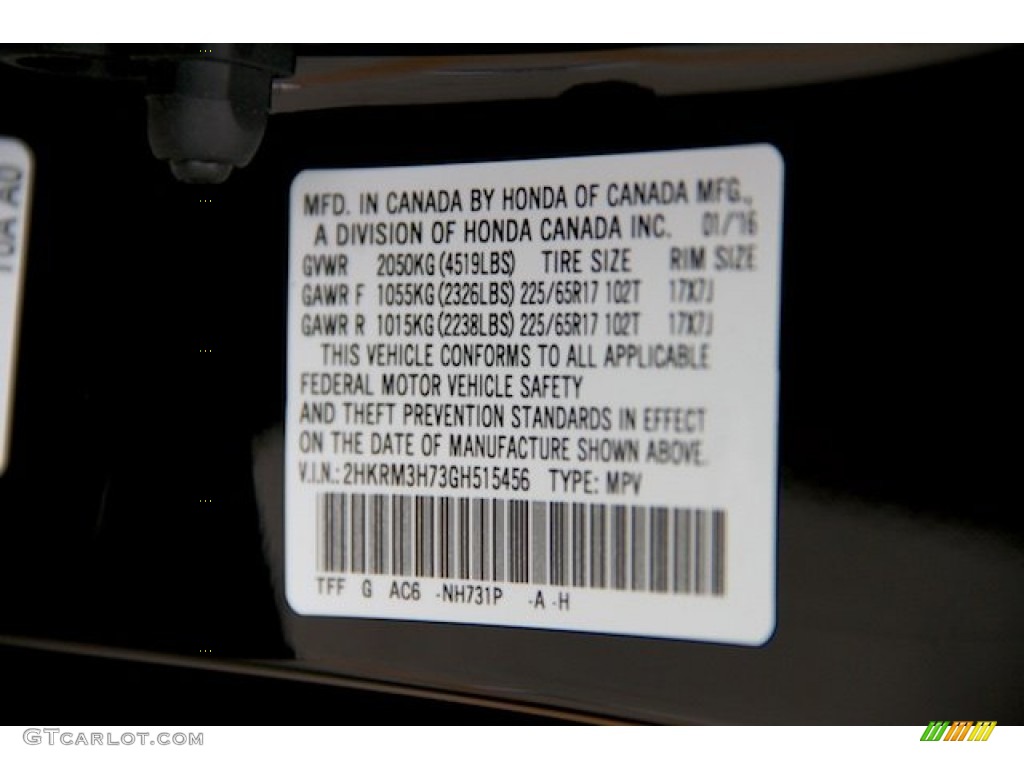 MFD. IN CANADA BY HONDA OF CANADA MFG.,
A DIVISION OF HONDA CANADA INC. 01/16
GVWR 2050KG(4519LBS) TIRE SIZE RIM SIZE
GAWR F 1055KG(2326LBS) 225/65R17 102T 17X7J
GAWR R 1015KG(2238LBS) 225/65R17 102T 17X7J
THIS VEHICLE CONFORMS TO ALL APPLICABLE
FEDERAL MOTOR VEHICLE SAFETY
AND THEFT PREVENTION STANDARDS IN EFFECT
ON THE DATE OF MANUFACTURE SHOWN ABOVE.
V.I.N.: 2HKRM3H73GH515456 TYPE: MPV
TFF G AC6 -NH731P -A -H
GTCARLOT.COM